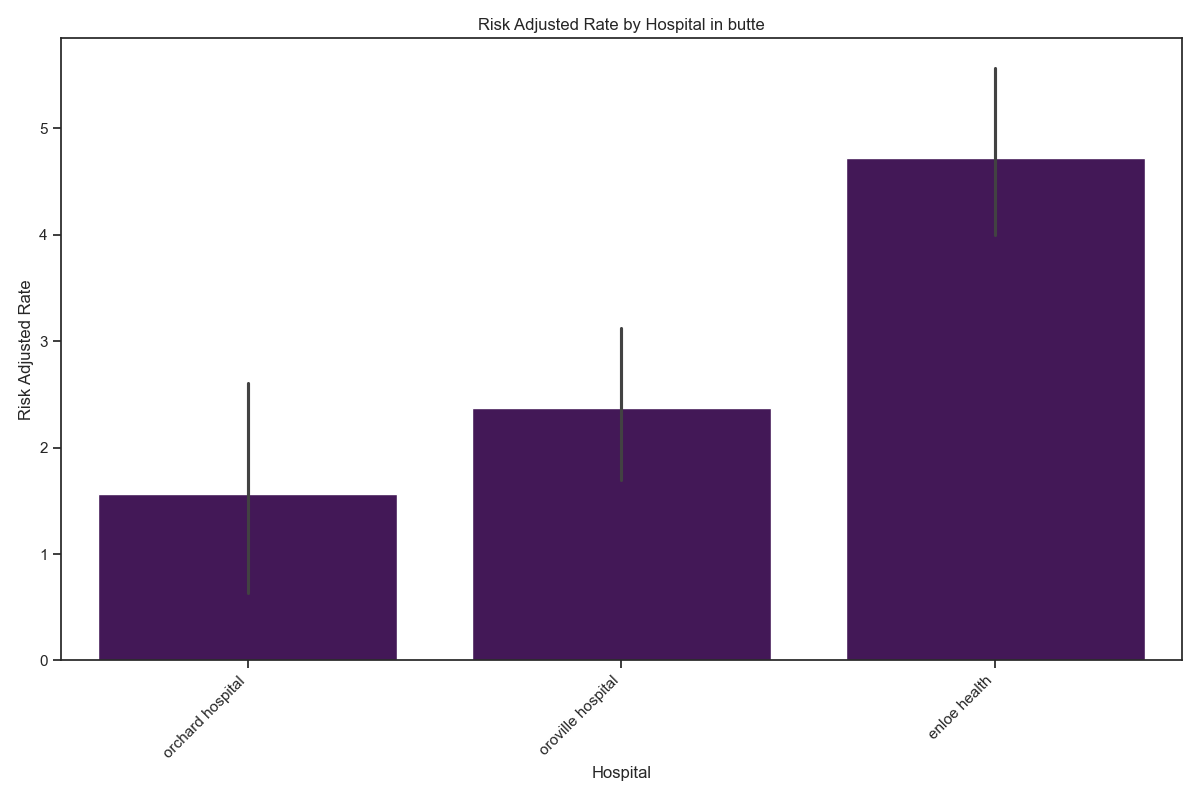 Risk Adjusted Rate by Hospital in butte
Risk Adjusted Rate
5
4
3
2
1
0
orchard hospital
oroville hospital
enloe health
Hospital